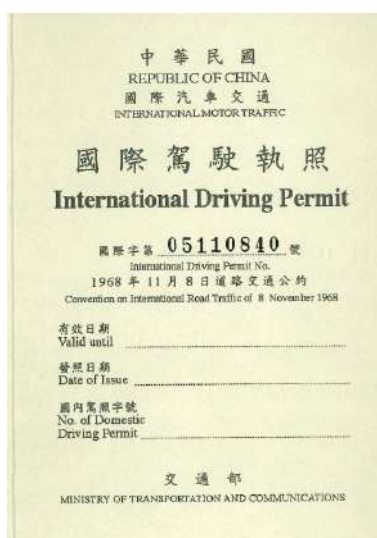 中華民國
REPUBLIC OF CHINA
國際汽車交通
INTERNATIONAL MOTOR TRAFFIC
國際駕駛執照
International Driving Permit
國際字第 05110840 號
International Driving Permit No.
1968 年 11 月 8 日道路交通公約
Convention on International Road Traffic of 8 November 1968
有效日期
Valid until
發照日期
Date of Issue
國內駕照字號
No. of Domestic
Driving Permit
交通部
MINISTRY OF TRANSPORTATION AND COMMUNICATIONS